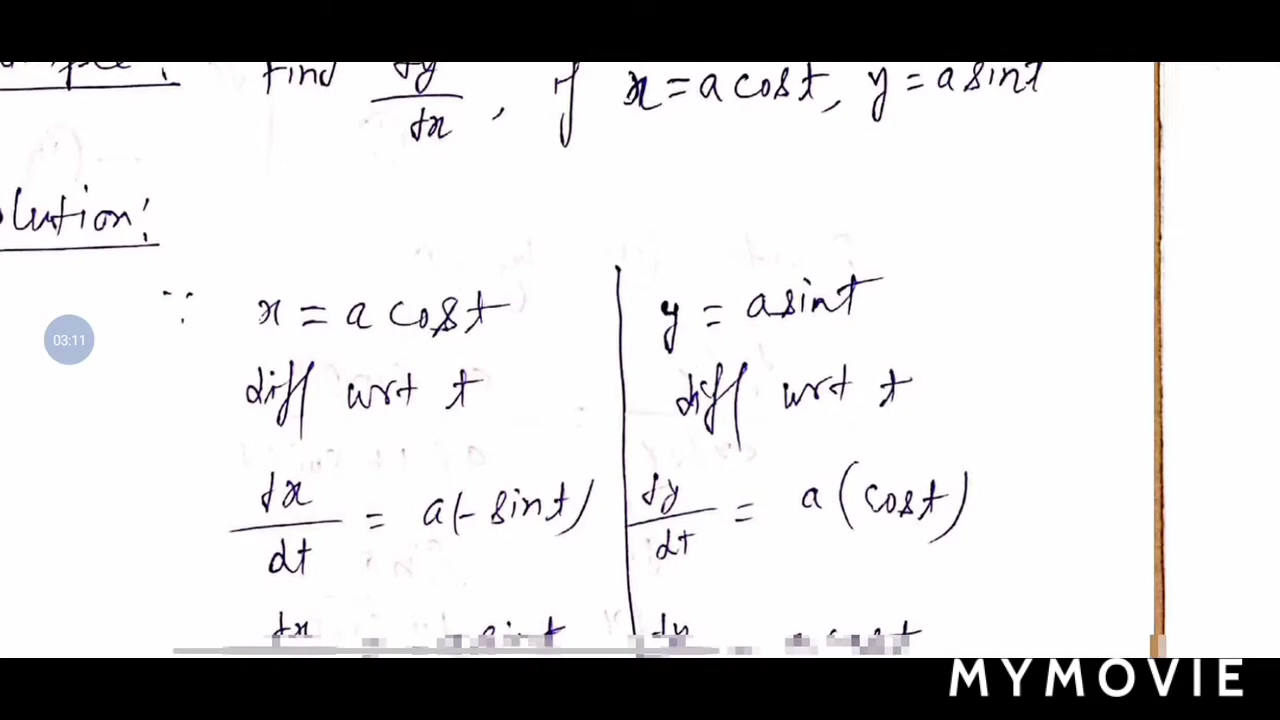 Find dy/dx, if x = a cost, y = a sint
lution:
∵ x = a cost
diff wrt t
dx/dt = a(- sint)
y = a sint
diff wrt t
dy/dt = a (cost)
03:11
MYMOVIE